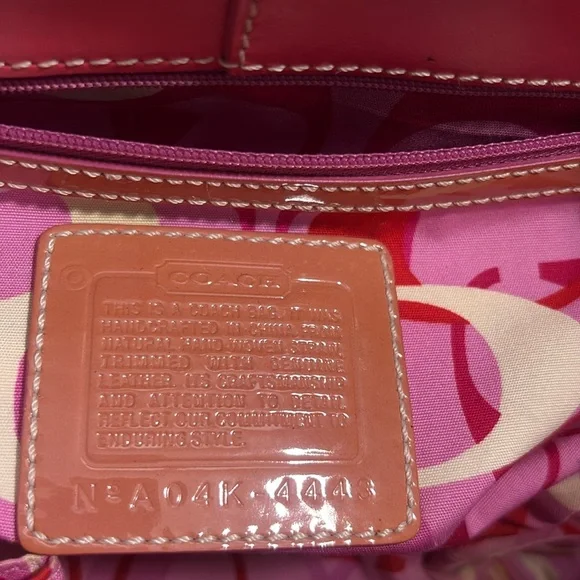 COACH
THIS IS A COACH BAG. IT WAS
HANDCRAFTED IN CHINA FROM
NATURAL HAND-WOVEN STRAW,
TRIMMED WITH GENUINE
LEATHER. ITS CRAFTSMANSHIP
AND ATTENTION TO DETAIL
REFLECT OUR COMMITMENT TO
ENDURING STYLE.
Nº A04K-4443